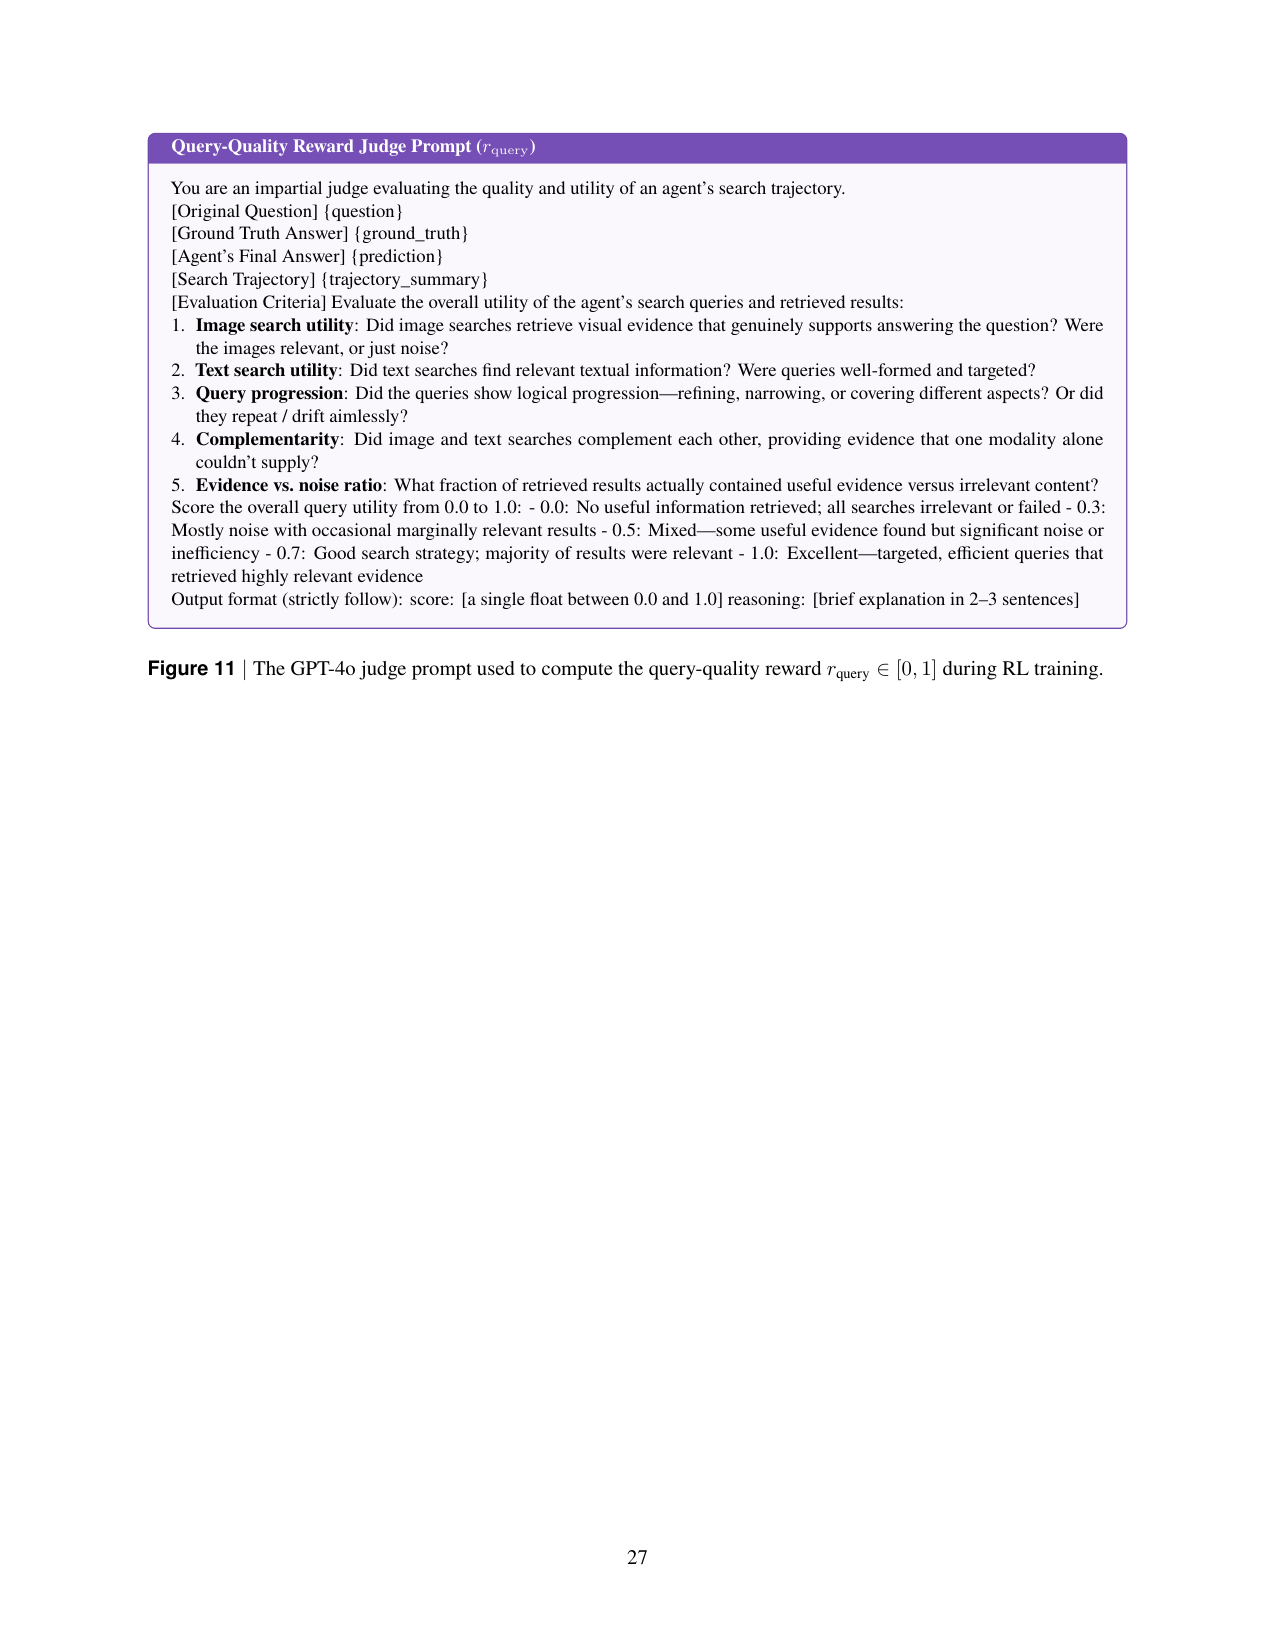 Query-Quality Reward Judge Prompt (r_query)
You are an impartial judge evaluating the quality and utility of an agent's search trajectory.
[Original Question] {question}
[Ground Truth Answer] {ground_truth}
[Agent's Final Answer] {prediction}
[Search Trajectory] {trajectory_summary}
[Evaluation Criteria] Evaluate the overall utility of the agent's search queries and retrieved results:
1. Image search utility: Did image searches retrieve visual evidence that genuinely supports answering the question? Were
the images relevant, or just noise?
2. Text search utility: Did text searches find relevant textual information? Were queries well-formed and targeted?
3. Query progression: Did the queries show logical progression—refining, narrowing, or covering different aspects? Or did
they repeat / drift aimlessly?
4. Complementarity: Did image and text searches complement each other, providing evidence that one modality alone
couldn't supply?
5. Evidence vs. noise ratio: What fraction of retrieved results actually contained useful evidence versus irrelevant content?
Score the overall query utility from 0.0 to 1.0: - 0.0: No useful information retrieved; all searches irrelevant or failed - 0.3:
Mostly noise with occasional marginally relevant results - 0.5: Mixed—some useful evidence found but significant noise or
inefficiency - 0.7: Good search strategy; majority of results were relevant - 1.0: Excellent—targeted, efficient queries that
retrieved highly relevant evidence
Output format (strictly follow): score: [a single float between 0.0 and 1.0] reasoning: [brief explanation in 2–3 sentences]
Figure 11 | The GPT-4o judge prompt used to compute the query-quality reward r_query ∈ [0, 1] during RL training.
27